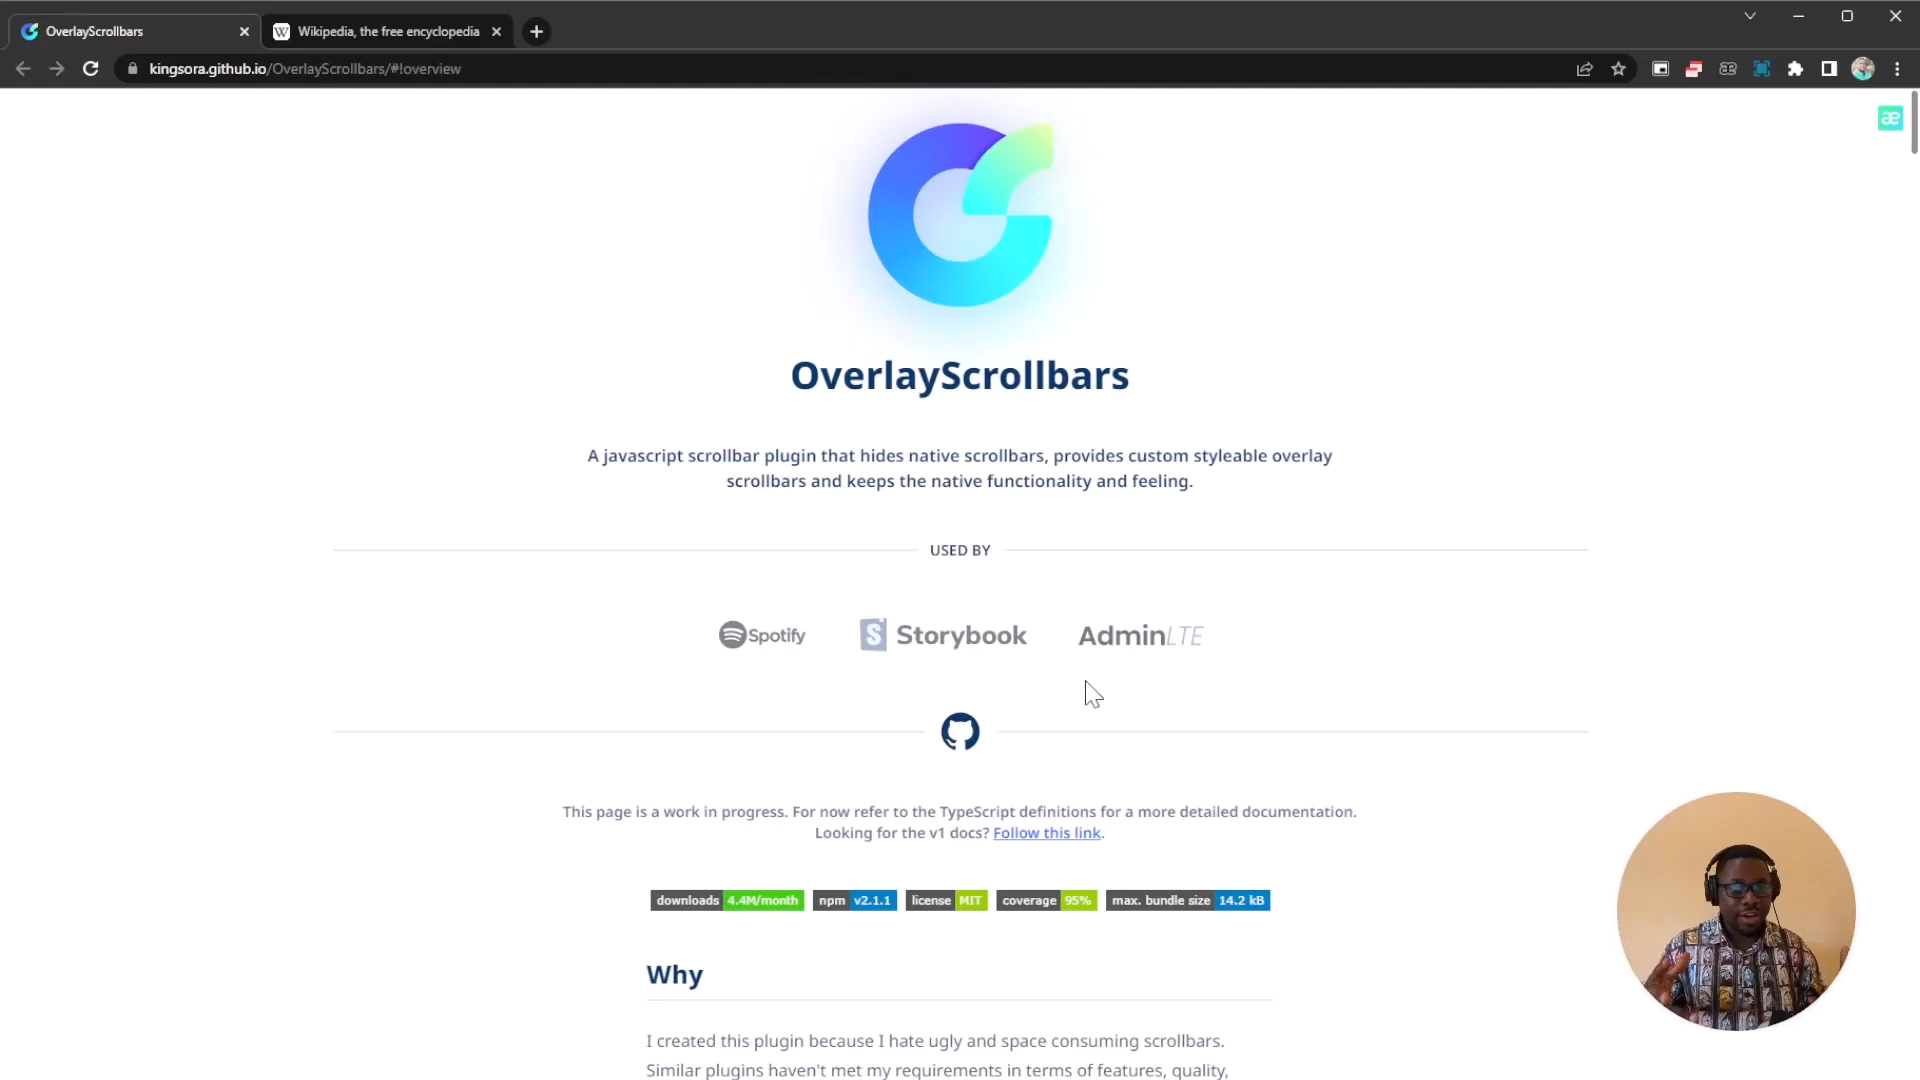 OverlayScrollbars
Wikipedia, the free encyclopedia
kingsora.github.io/OverlayScrollbars/#!overview
æ
OverlayScrollbars
A javascript scrollbar plugin that hides native scrollbars, provides custom styleable overlay
scrollbars and keeps the native functionality and feeling.
USED BY
Spotify
S Storybook
AdminLTE
This page is a work in progress. For now refer to the TypeScript definitions for a more detailed documentation.
Looking for the v1 docs? Follow this link.
downloads 4.4M/month npm v2.1.1 license MIT coverage 95% max. bundle size 14.2 kB
Why
I created this plugin because I hate ugly and space consuming scrollbars.
Similar plugins haven't met my requirements in terms of features, quality,